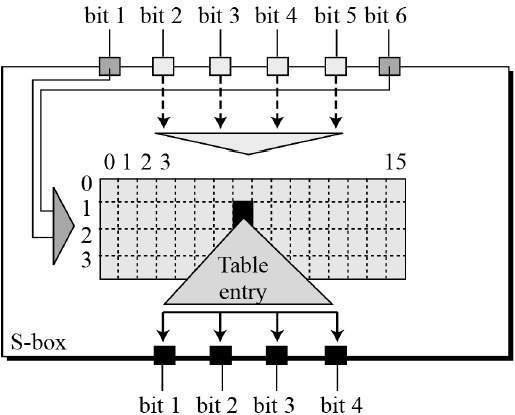 bit 1 bit 2 bit 3 bit 4 bit 5 bit 6
0 1 2 3 15
0
1
2
3
Table
entry
S-box
bit 1 bit 2 bit 3 bit 4